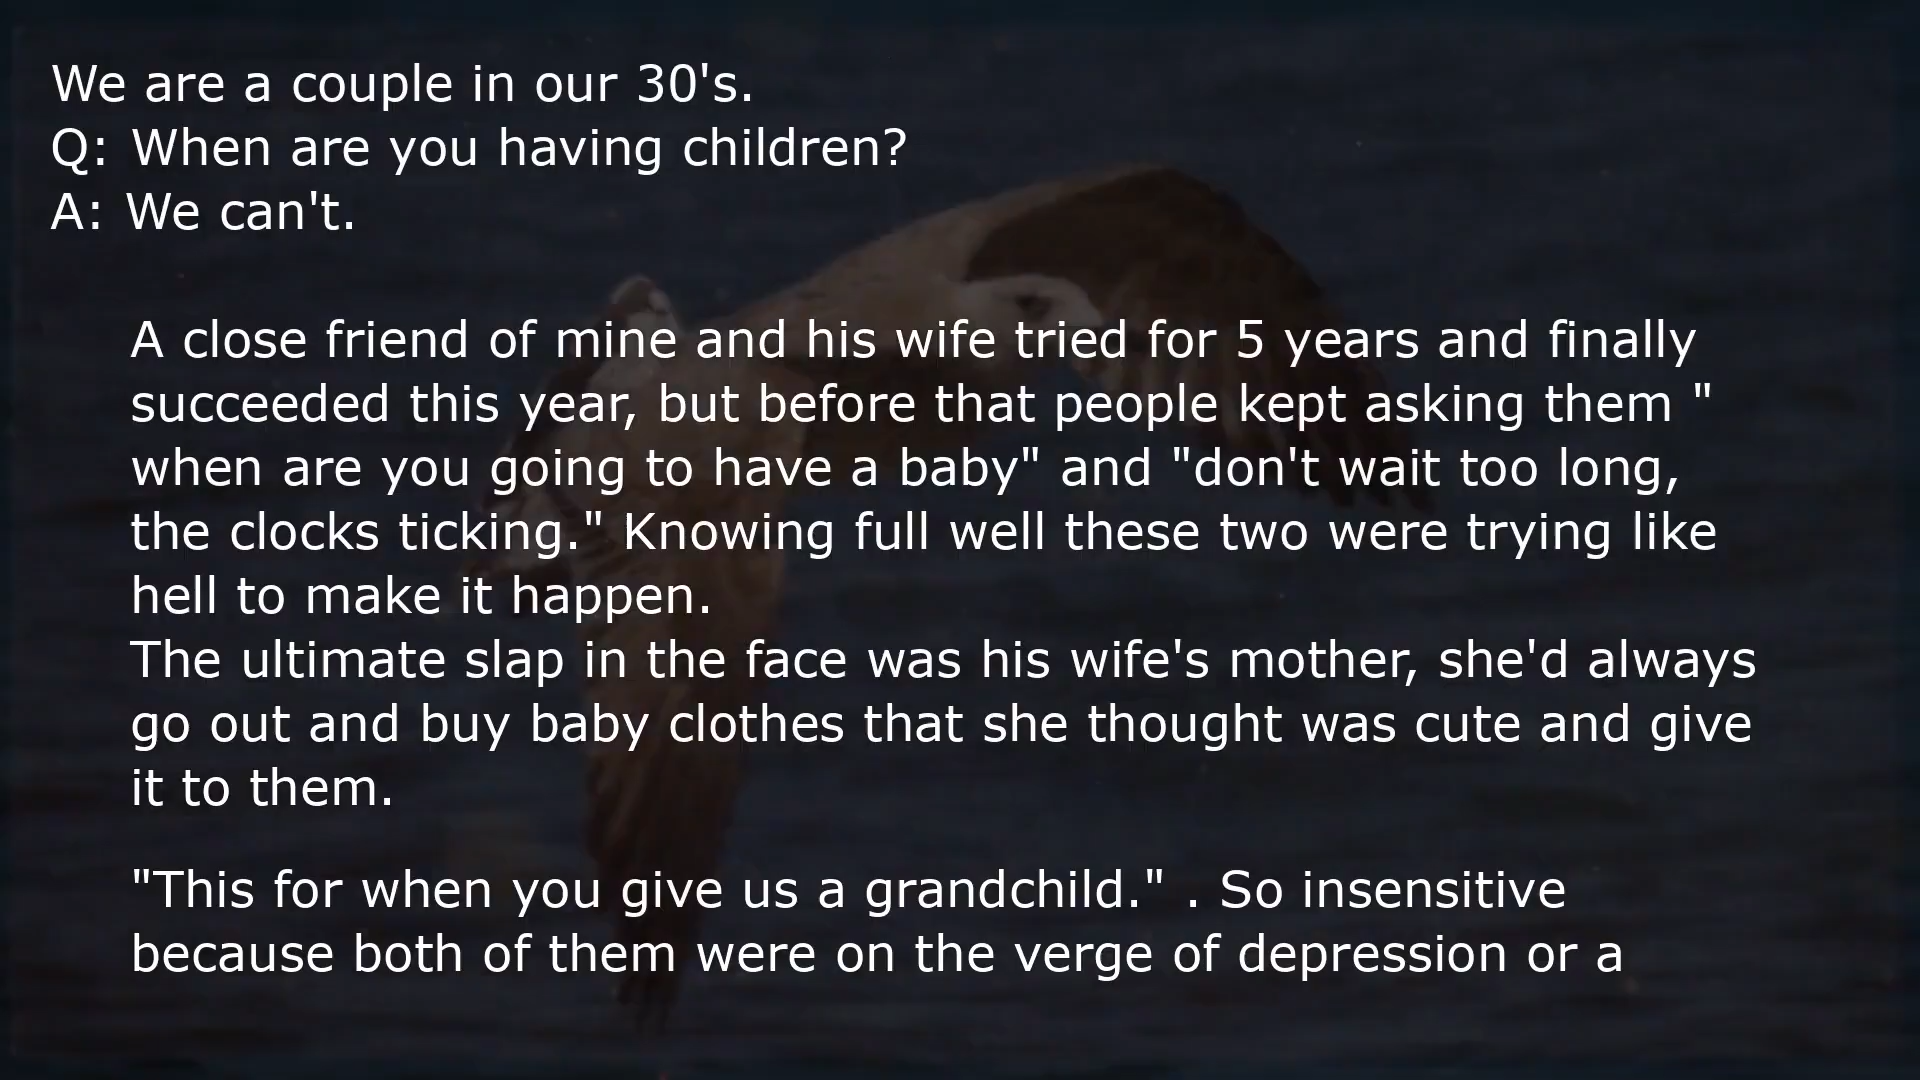 We are a couple in our 30's.
Q: When are you having children?
A: We can't.
A close friend of mine and his wife tried for 5 years and finally
succeeded this year, but before that people kept asking them "
when are you going to have a baby" and "don't wait too long,
the clocks ticking." Knowing full well these two were trying like
hell to make it happen.
The ultimate slap in the face was his wife's mother, she'd always
go out and buy baby clothes that she thought was cute and give
it to them.
"This for when you give us a grandchild." . So insensitive
because both of them were on the verge of depression or a